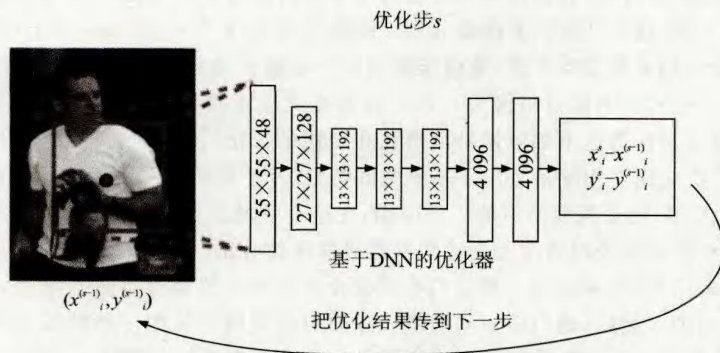 优化步s
55×55×48
27×27×128
13×13×192
13×13×192
13×13×192
4 096
4 096
x^i-x^(s-1)_i
y^i-y^(s-1)_i
基于DNN的优化器
(x^(s-1)_i,y^(s-1)_i)
把优化结果传到下一步